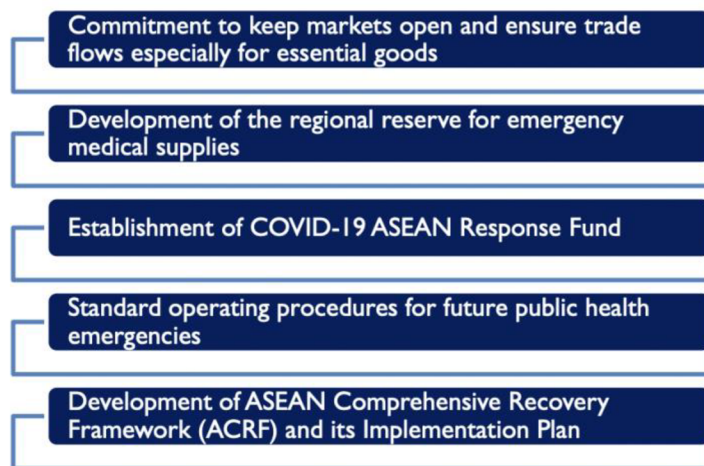 Commitment to keep markets open and ensure trade
flows especially for essential goods
Development of the regional reserve for emergency
medical supplies
Establishment of COVID-19 ASEAN Response Fund
Standard operating procedures for future public health
emergencies
Development of ASEAN Comprehensive Recovery
Framework (ACRF) and its Implementation Plan